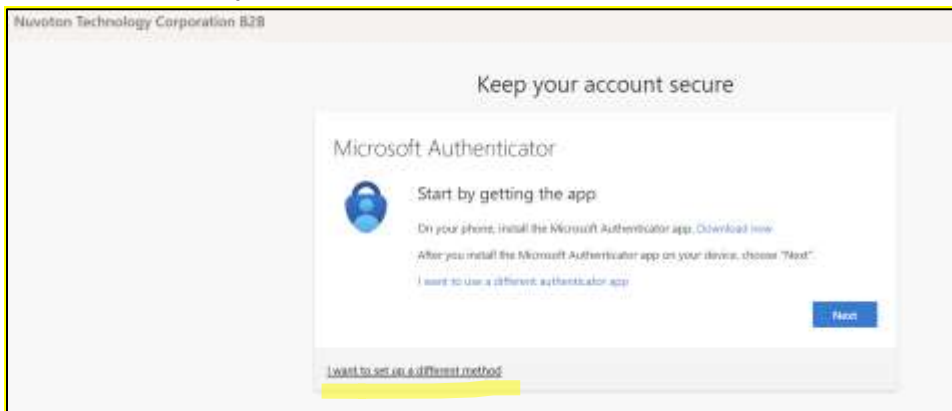 Nuvoton Technology Corporation B2B
Keep your account secure
Microsoft Authenticator
Start by getting the app
On your phone, install the Microsoft Authenticator app. Download now
After you install the Microsoft Authenticator app on your device, choose "Next".
I want to use a different authenticator app
Next
I want to set up a different method